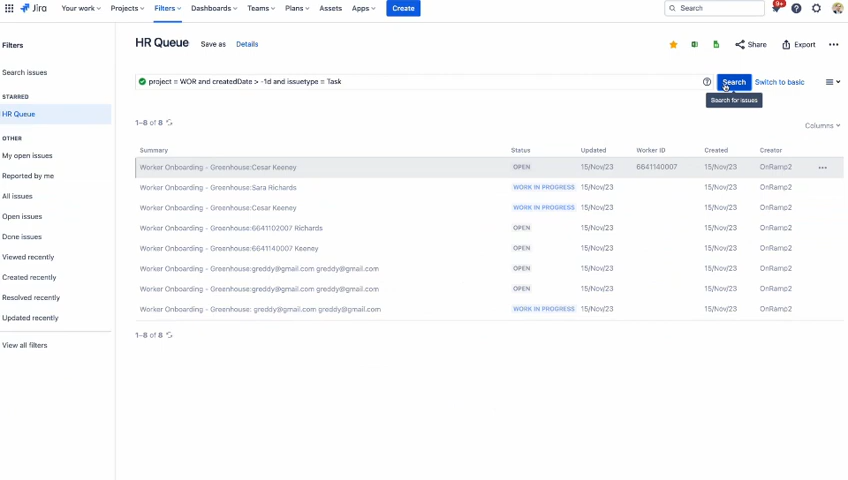 Jira Your work Projects Filters Dashboards Teams Plans Assets Apps Create Search 9+
Filters
Search issues
STARRED
HR Queue
OTHER
My open issues
Reported by me
All issues
Open issues
Done issues
Viewed recently
Created recently
Resolved recently
Updated recently
View all filters
HR Queue Save as Details Share Export
project = WOR and createdDate > -1d and issuetype = Task Search Switch to basic
Search for issues
1–8 of 8 Columns
Summary Status Updated Worker ID Created Creator
Worker Onboarding - Greenhouse:Cesar Keeney OPEN 15/Nov/23 6641140007 15/Nov/23 OnRamp2
Worker Onboarding - Greenhouse:Sara Richards WORK IN PROGRESS 15/Nov/23 15/Nov/23 OnRamp2
Worker Onboarding - Greenhouse:Cesar Keeney WORK IN PROGRESS 15/Nov/23 15/Nov/23 OnRamp2
Worker Onboarding - Greenhouse:6641102007 Richards OPEN 15/Nov/23 15/Nov/23 OnRamp2
Worker Onboarding - Greenhouse:6641140007 Keeney OPEN 15/Nov/23 15/Nov/23 OnRamp2
Worker Onboarding - Greenhouse:greddy@gmail.com greddy@gmail.com OPEN 15/Nov/23 15/Nov/23 OnRamp2
Worker Onboarding - Greenhouse:greddy@gmail.com greddy@gmail.com OPEN 15/Nov/23 15/Nov/23 OnRamp2
Worker Onboarding - Greenhouse: greddy@gmail.com greddy@gmail.com WORK IN PROGRESS 15/Nov/23 15/Nov/23 OnRamp2
1–8 of 8